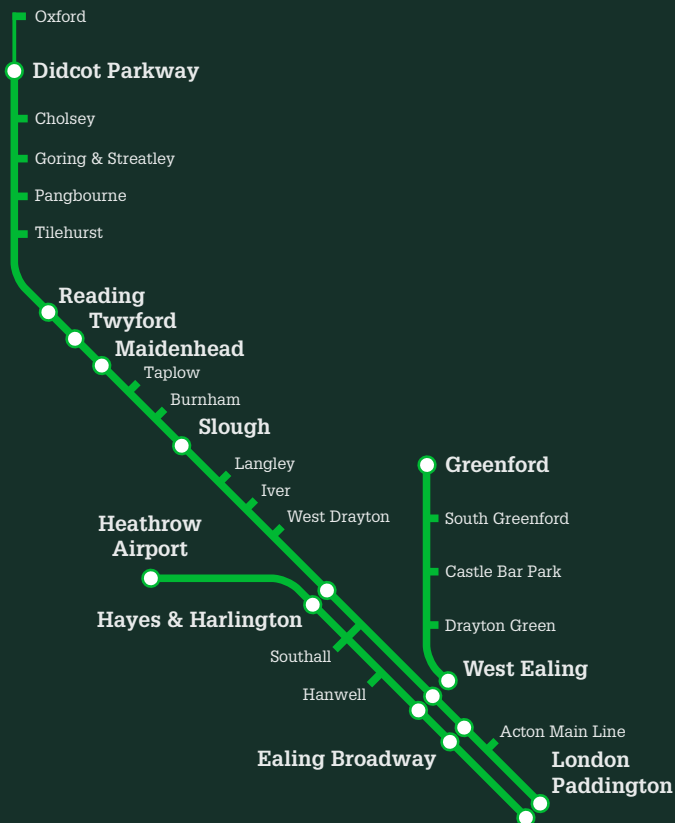 Oxford
Didcot Parkway
Cholsey
Goring & Streatley
Pangbourne
Tilehurst
Reading
Twyford
Maidenhead
Taplow
Burnham
Slough
Langley
Iver
West Drayton
Heathrow
Airport
Hayes & Harlington
Southall
Hanwell
Greenford
South Greenford
Castle Bar Park
Drayton Green
West Ealing
Ealing Broadway
Acton Main Line
London
Paddington